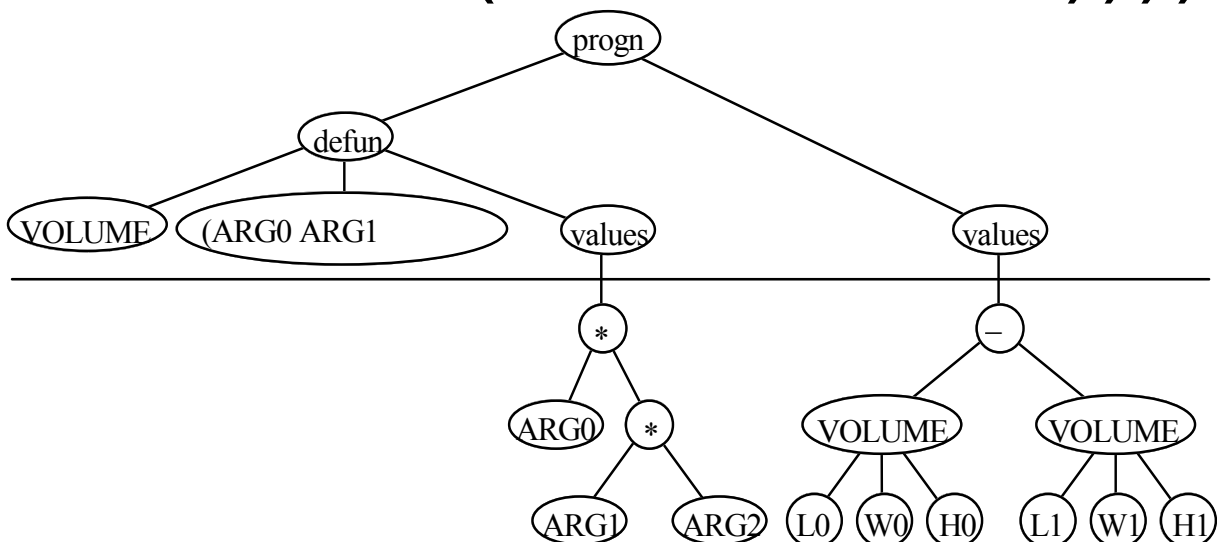 progn
defun
VOLUME (ARG0 ARG1 values values
* –
ARG0 * VOLUME VOLUME
ARG1 ARG2 L0 W0 H0 L1 W1 H1